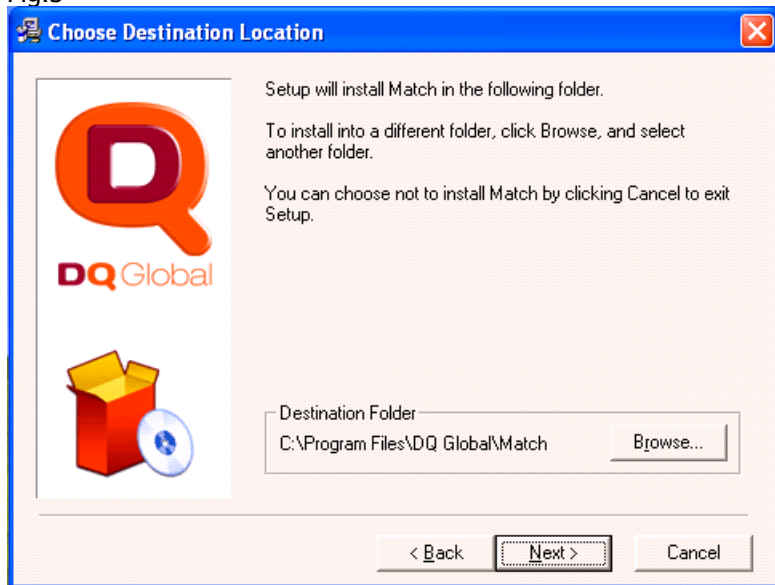 Choose Destination Location
Setup will install Match in the following folder.
To install into a different folder, click Browse, and select
another folder.
You can choose not to install Match by clicking Cancel to exit
Setup.
DQ Global
Destination Folder
C:\Program Files\DQ Global\Match
Browse...
< Back
Next >
Cancel